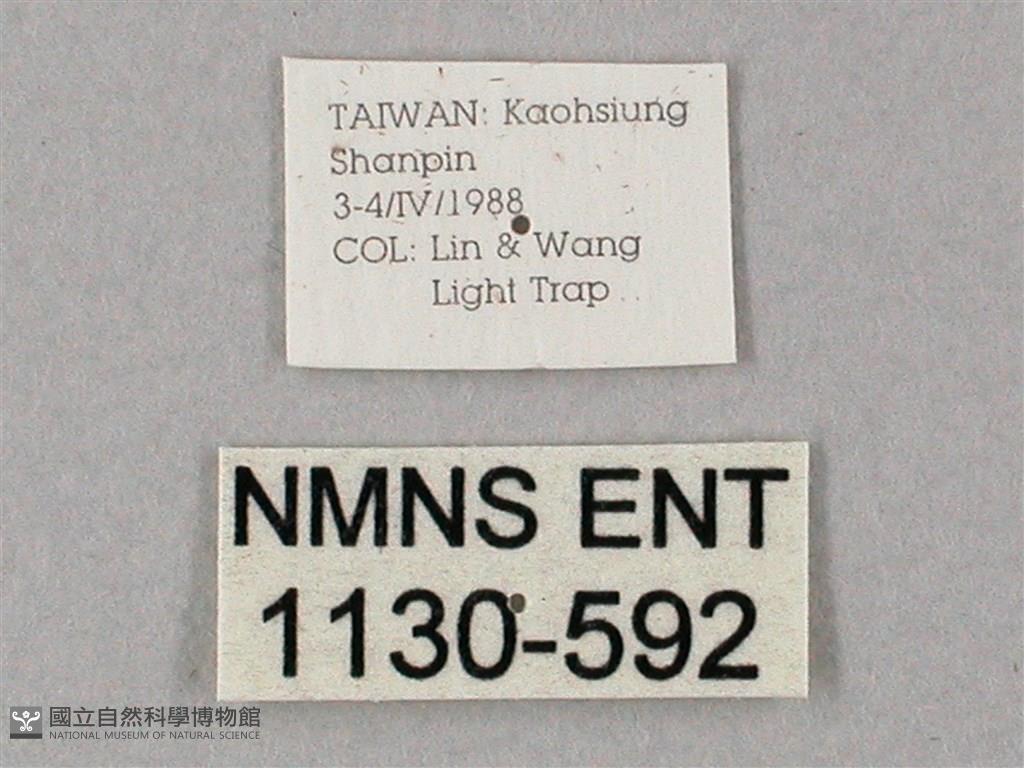 TAIWAN: Kaohsiung
Shanpin
3-4/IV/1988
COL: Lin & Wang
Light Trap
NMNS ENT
1130-592
國立自然科學博物館
NATIONAL MUSEUM OF NATURAL SCIENCE